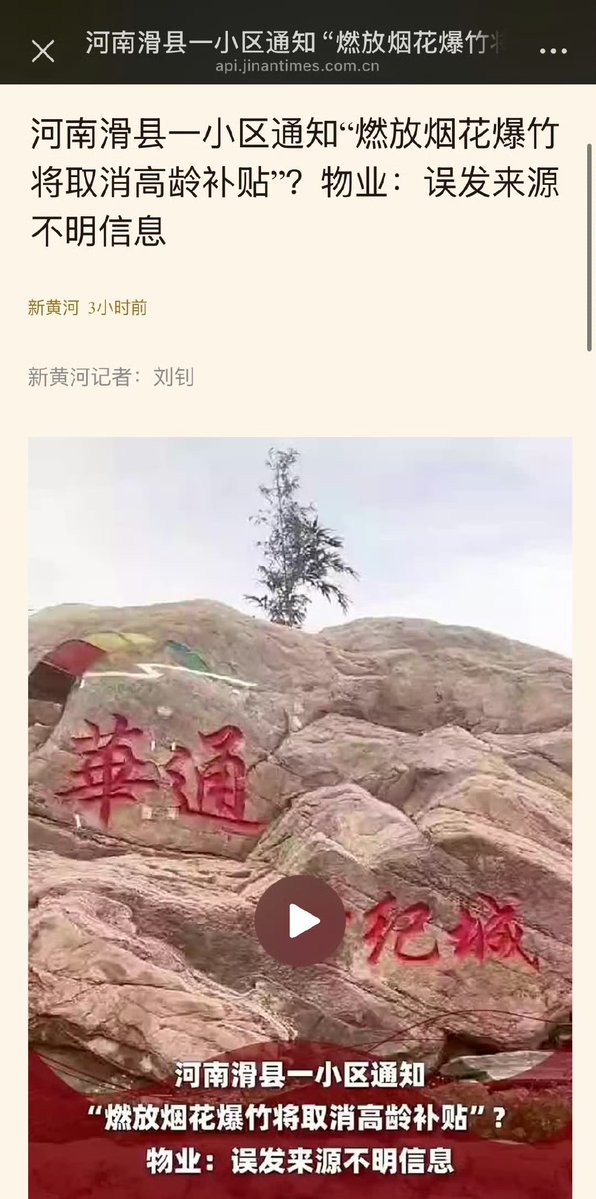 河南滑县一小区通知“燃放烟花爆竹
api.jinantimes.com.cn
河南滑县一小区通知“燃放烟花爆竹
将取消高龄补贴”？物业：误发来源
不明信息
新黄河 3小时前
新黄河记者：刘钊
華通
纪城
河南滑县一小区通知
“燃放烟花爆竹将取消高龄补贴”？
物业：误发来源不明信息